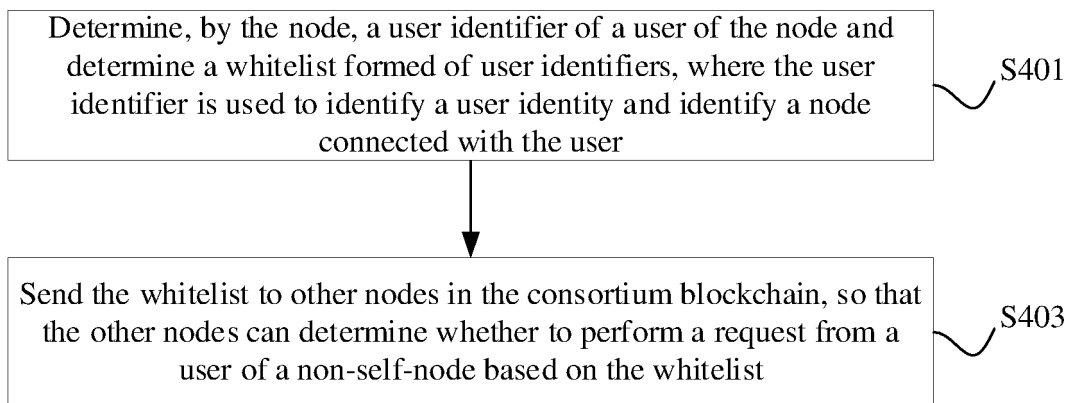 Determine, by the node, a user identifier of a user of the node and
determine a whitelist formed of user identifiers, where the user
identifier is used to identify a user identity and identify a node
connected with the user
S401
Send the whitelist to other nodes in the consortium blockchain, so that
the other nodes can determine whether to perform a request from a
user of a non-self-node based on the whitelist
S403